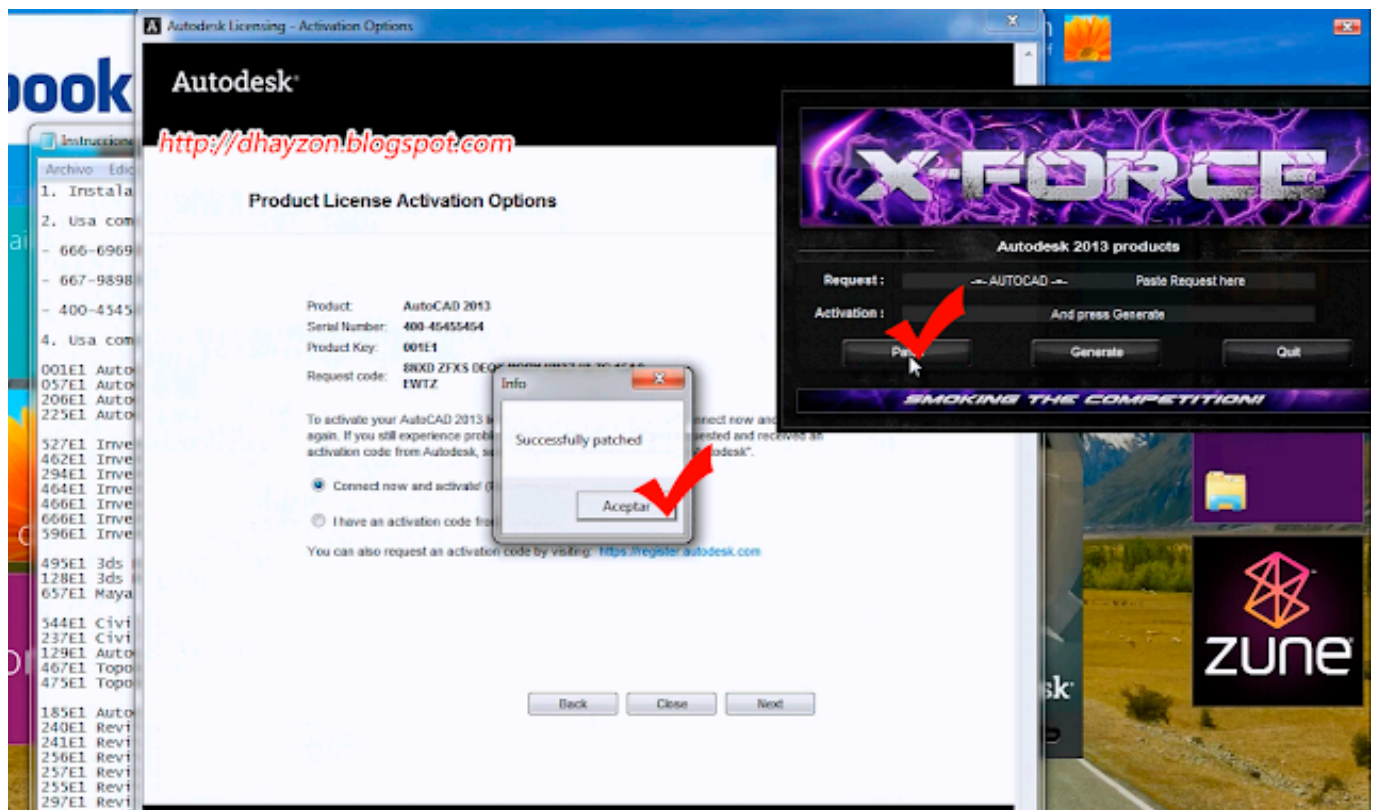 Autodesk Licensing - Activation Options
Autodesk
http://dhayzon.blogspot.com
Product License Activation Options
Product: AutoCAD 2013
Serial Number: 400-45455454
Product Key: 001E1
Request code:
EWTZ
To activate your AutoCAD 2013
again. If you still experience
activation code from Autodesk,
Connect now and activate!
I have an activation code
You can also request an activation code by visiting: https://register.autodesk.com
Back Close Next
Info
Successfully patched
Aceptar
X-FORCE
Autodesk 2013 products
Request : AUTOCAD Paste Request here
Activation : And press Generate
Generate Quit
SMOKING THE COMPETITION!
Archivo
1. Instala
2. Usa com
- 666-6969
- 667-9898
- 400-4545
4. Usa com
001E1 Auto
057E1 Auto
206E1 Auto
225E1 Auto
527E1 Inve
462E1 Inve
294E1 Inve
464E1 Inve
466E1 Inve
666E1 Inve
596E1 Inve
495E1 3ds
128E1 3ds
657E1 Maya
544E1 Civi
237E1 Civi
129E1 Auto
467E1 Topo
475E1 Topo
185E1 Auto
240E1 Revi
241E1 Revi
256E1 Revi
257E1 Revi
255E1 Revi
297E1 Revi
book
zune